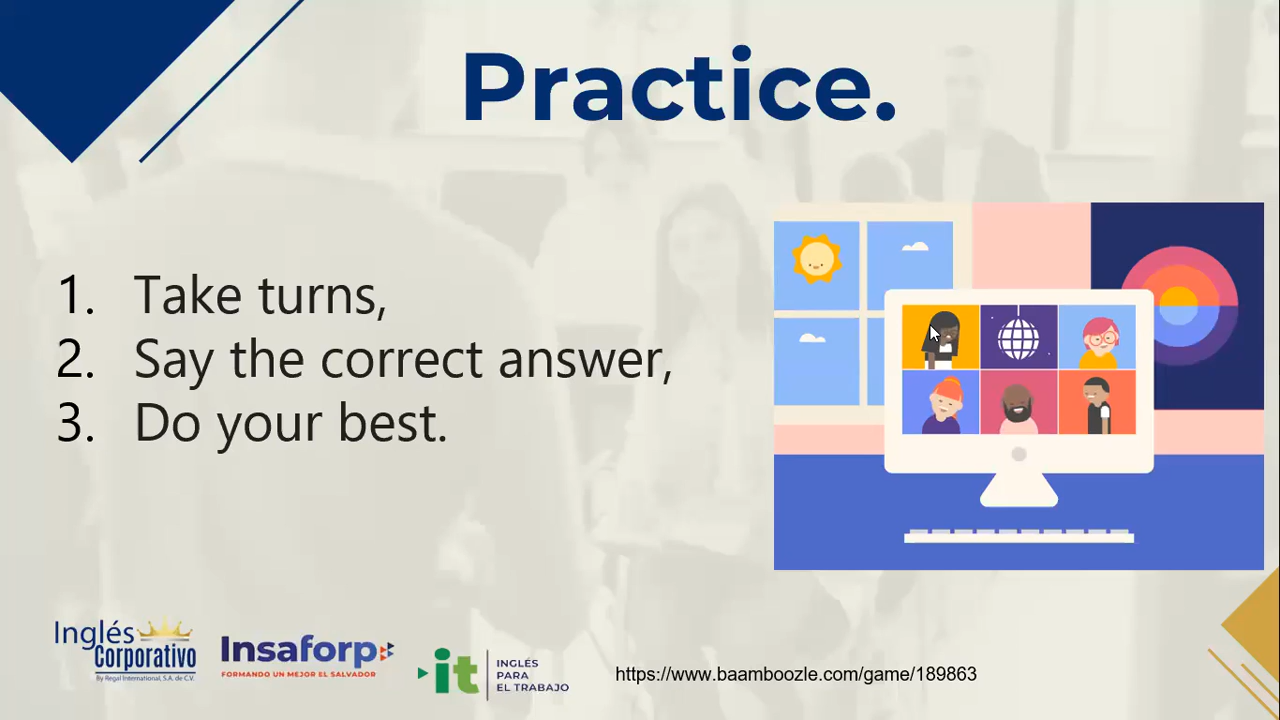 Practice.
1. Take turns,
2. Say the correct answer,
3. Do your best.
Inglés
Corporativo
By Regal International, S.A. de C.V.
Insaforp
FORMANDO UN MEJOR EL SALVADOR
it
INGLÉS
PARA
EL TRABAJO
https://www.baamboozle.com/game/189863